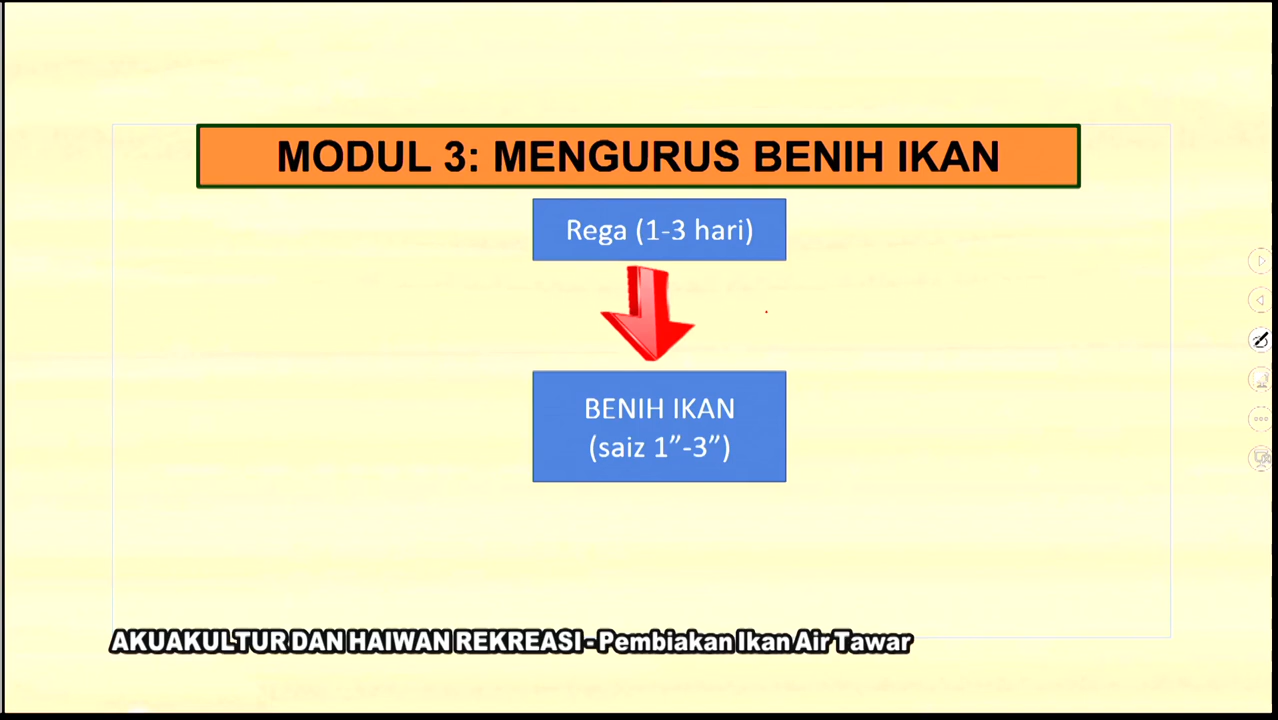 MODUL 3: MENGURUS BENIH IKAN
Rega (1-3 hari)
BENIH IKAN
(saiz 1”-3”)
AKUAKULTUR DAN HAIWAN REKREASI - Pembiakan Ikan Air Tawar